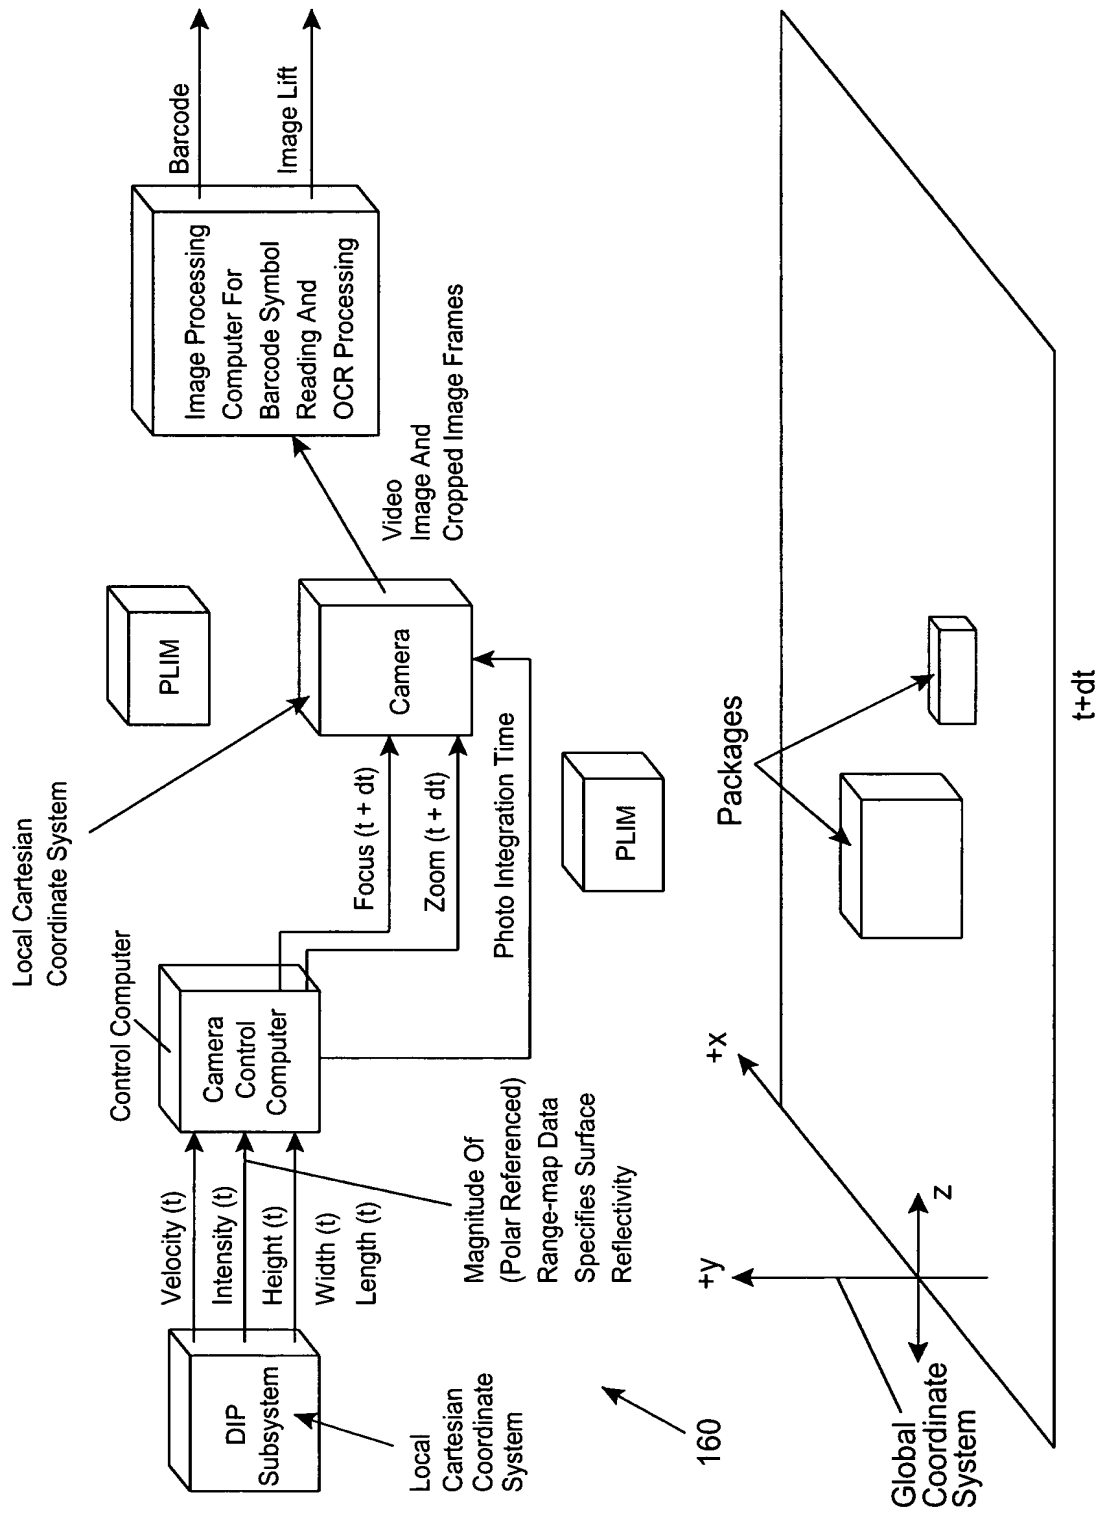 Local Cartesian
Coordinate System
Control Computer
PLIM
Barcode
Image Lift
Velocity (t)
Intensity (t)
Height (t)
Width (t)
Length (t)
DIP
Subsystem
Camera
Control
Computer
Focus (t + dt)
Zoom (t + dt)
Photo Integration Time
Camera
Image Processing
Computer For
Barcode Symbol
Reading And
OCR Processing
Video
Image And
Cropped Image Frames
Local
Cartesian
Coordinate
System
Magnitude Of
(Polar Referenced)
Range-map Data
Specifies Surface
Reflectivity
PLIM
160
Packages
+y
+x
z
Global
Coordinate
System
t+dt